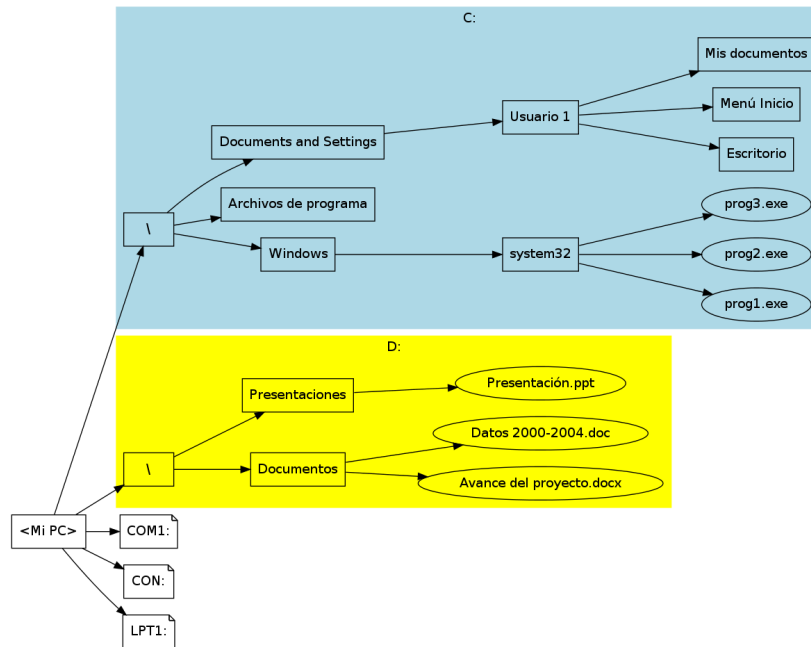 C:
Mis documentos
Menú Inicio
Usuario 1
Documents and Settings
Escritorio
Archivos de programa
prog3.exe
\
Windows
system32
prog2.exe
prog1.exe
D:
Presentaciones
Presentación.ppt
Datos 2000-2004.doc
\
Documentos
Avance del proyecto.docx
<Mi PC>
COM1:
CON:
LPT1: